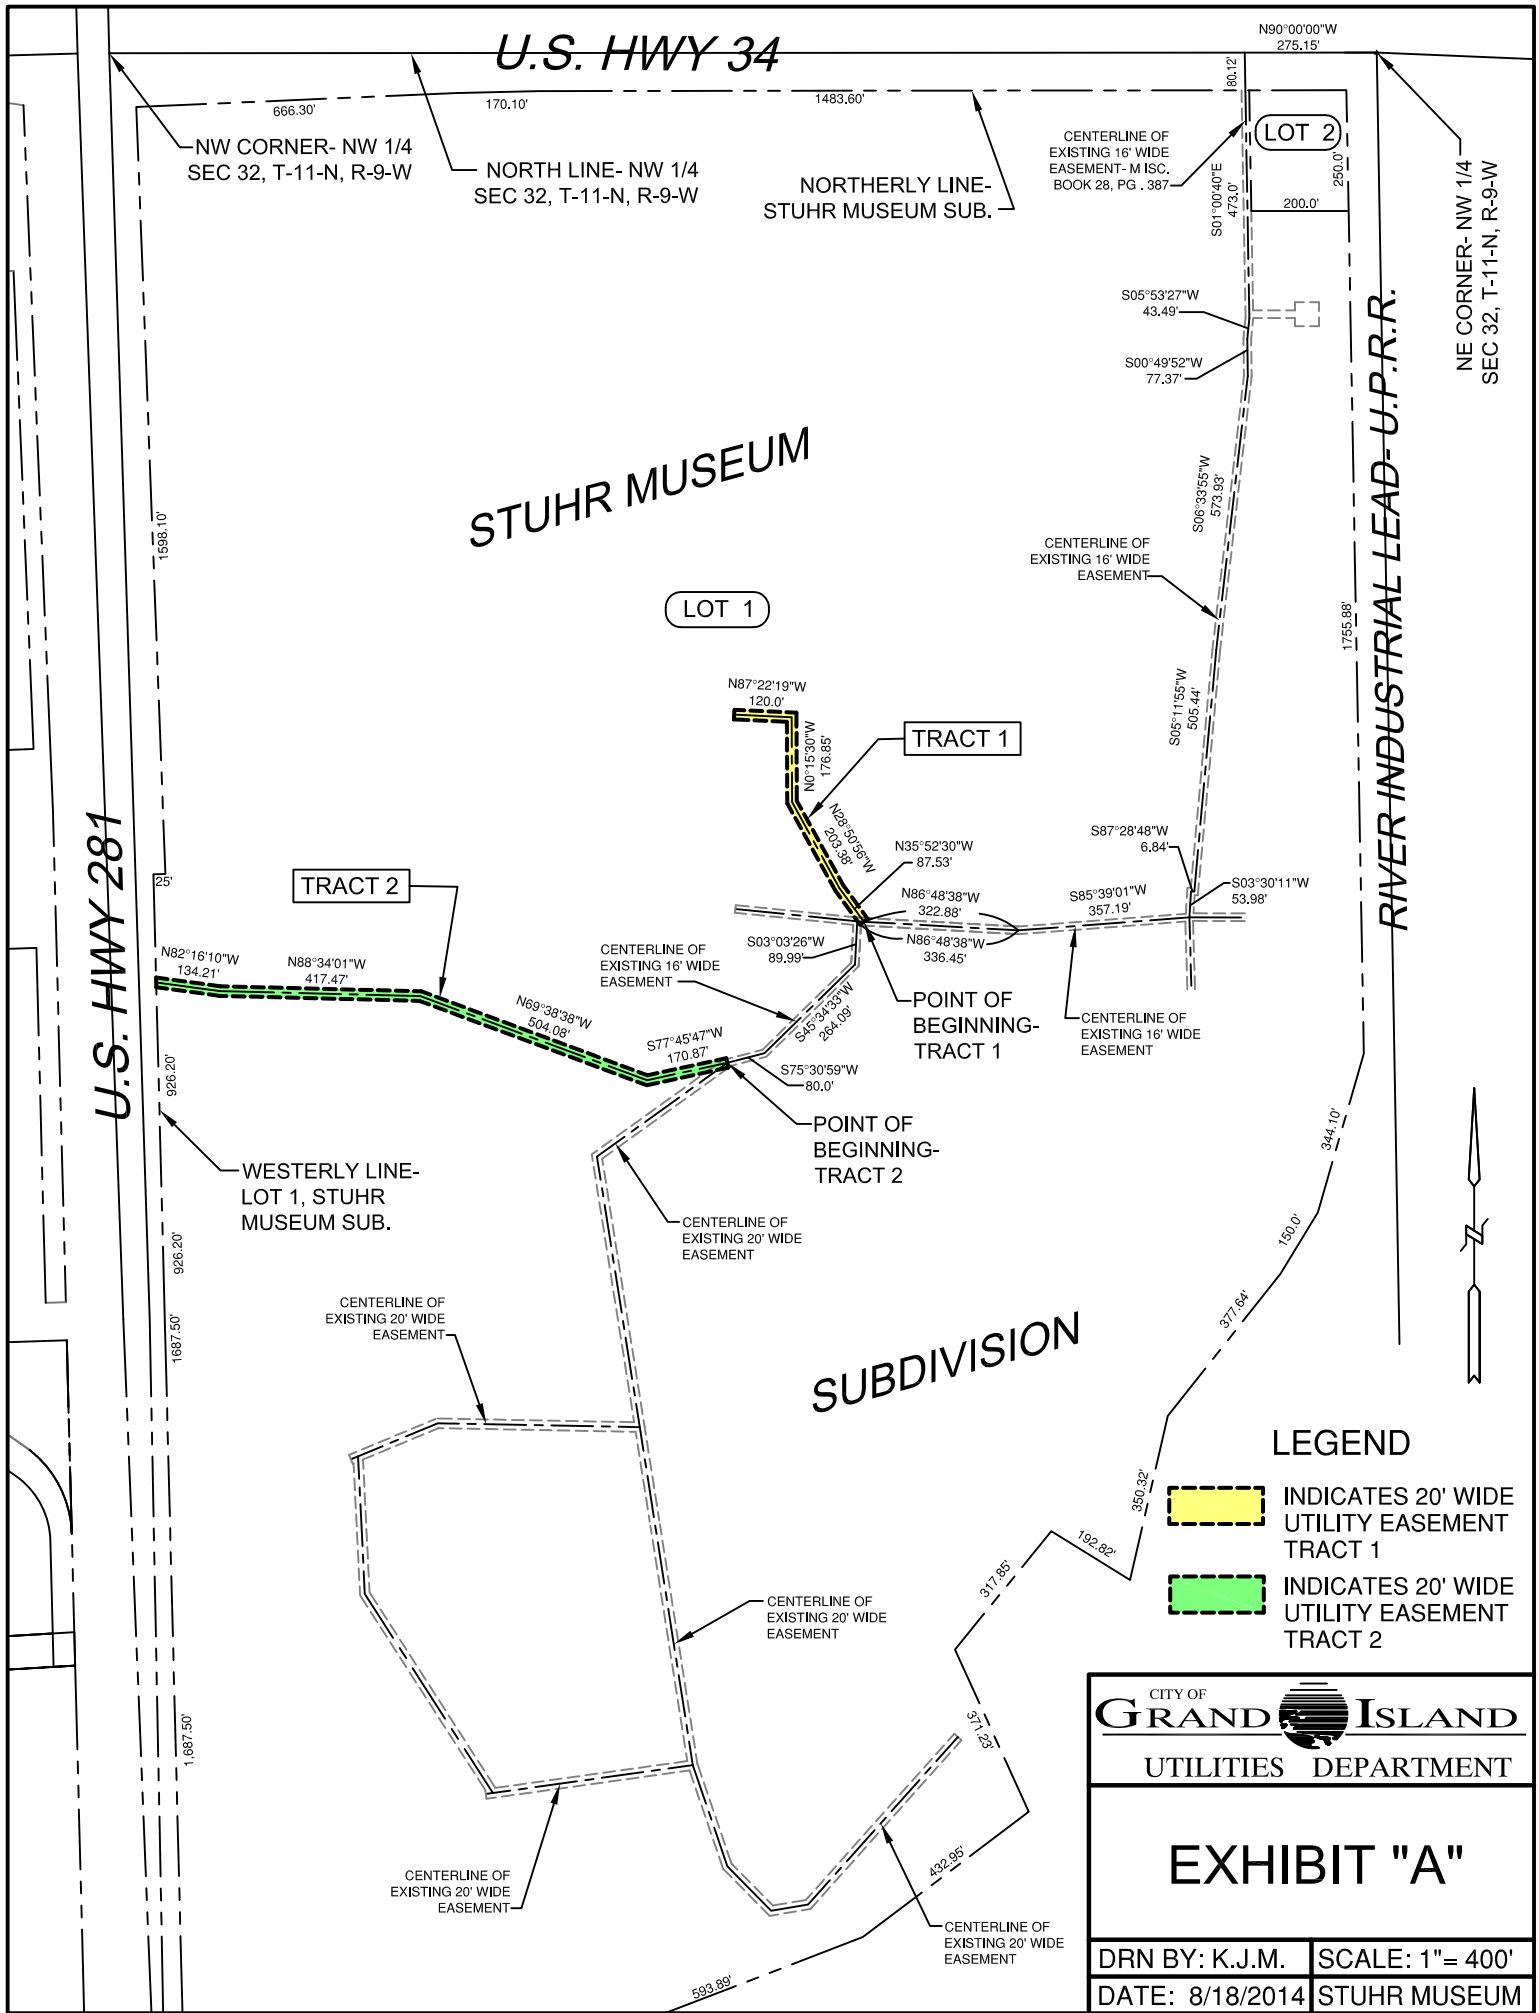 U.S. HWY 34
N90°00'00"W
275.15'
80.12'
666.30'
170.10'
1483.60'
NW CORNER- NW 1/4
SEC 32, T-11-N, R-9-W
NORTH LINE- NW 1/4
SEC 32, T-11-N, R-9-W
NORTHERLY LINE-
STUHR MUSEUM SUB.
CENTERLINE OF
EXISTING 16' WIDE
EASEMENT- M ISC.
BOOK 28, PG . 387
LOT 2
250.0'
200.0'
S01°00'40"E
473.0'
NE CORNER- NW 1/4
SEC 32, T-11-N, R-9-W
S05°53'27"W
43.49'
S00°49'52"W
77.37'
RIVER INDUSTRIAL LEAD- U.P.R.R.
STUHR MUSEUM
S06°33'55"W
573.93'
1598.10'
CENTERLINE OF
EXISTING 16' WIDE
EASEMENT
LOT 1
1755.88'
N87°22'19"W
120.0'
N0°15'30"W
176.85'
TRACT 1
S05°11'55"W
505.44'
N28°50'56"W
203.38'
N35°52'30"W
87.53'
S87°28'48"W
6.84'
U.S. HWY 281
25'
TRACT 2
N86°48'38"W
322.88'
S85°39'01"W
357.19'
S03°30'11"W
53.98'
N82°16'10"W
134.21'
N88°34'01"W
417.47'
CENTERLINE OF
EXISTING 16' WIDE
EASEMENT
S03°03'26"W
89.99'
N86°48'38"W
336.45'
N69°38'38"W
504.08'
S45°34'33"W
264.09'
POINT OF
BEGINNING-
TRACT 1
CENTERLINE OF
EXISTING 16' WIDE
EASEMENT
S77°45'47"W
170.87'
S75°30'59"W
80.0'
926.20'
POINT OF
BEGINNING-
TRACT 2
344.10'
WESTERLY LINE-
LOT 1, STUHR
MUSEUM SUB.
CENTERLINE OF
EXISTING 20' WIDE
EASEMENT
926.20'
150.0'
CENTERLINE OF
EXISTING 20' WIDE
EASEMENT
1687.50'
377.64'
SUBDIVISION
LEGEND
INDICATES 20' WIDE
UTILITY EASEMENT
TRACT 1
INDICATES 20' WIDE
UTILITY EASEMENT
TRACT 2
350.32'
192.82'
317.85'
CENTERLINE OF
EXISTING 20' WIDE
EASEMENT
371.23'
1,687.50'
CENTERLINE OF
EXISTING 20' WIDE
EASEMENT
432.95'
CENTERLINE OF
EXISTING 20' WIDE
EASEMENT
593.89'
CITY OF
GRAND ISLAND
UTILITIES DEPARTMENT
EXHIBIT "A"
DRN BY: K.J.M.
SCALE: 1"= 400'
DATE: 8/18/2014
STUHR MUSEUM